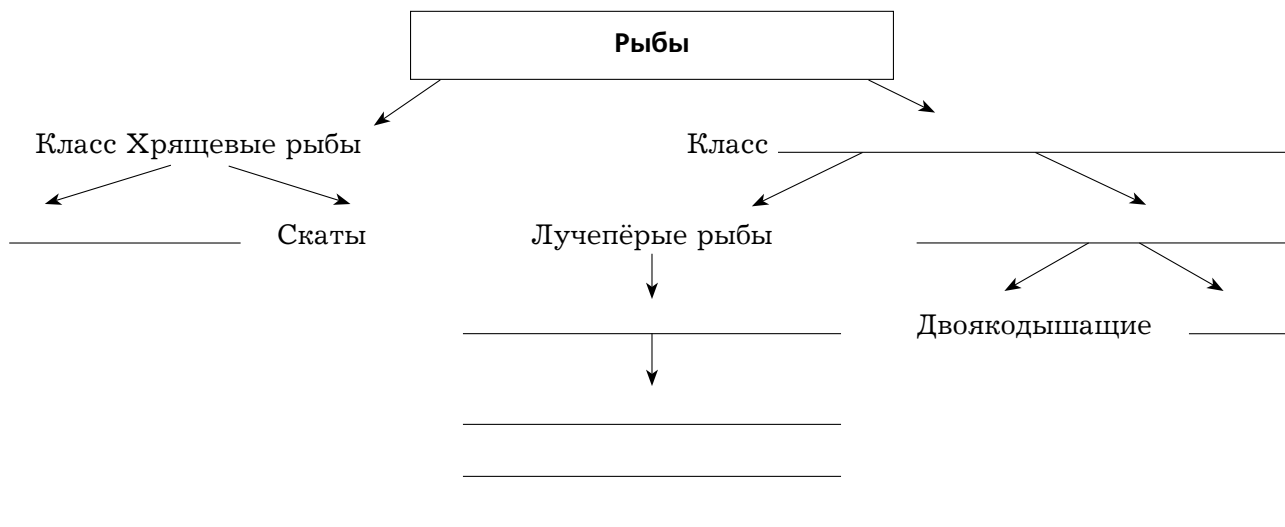 Рыбы
Класс Хрящевые рыбы
Класс
Скаты
Лучепёрые рыбы
Двоякодышащие